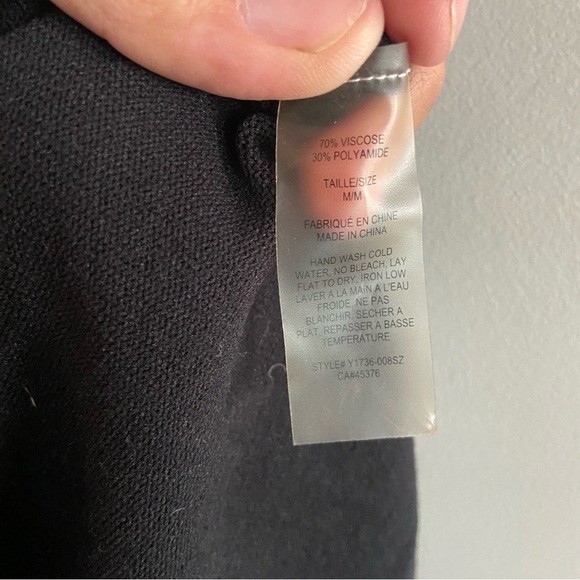 70% VISCOSE
30% POLYAMIDE
TAILLE/SIZE
M/M
FABRIQUÉ EN CHINE
MADE IN CHINA
HAND WASH COLD
WATER, NO BLEACH, LAY
FLAT TO DRY, IRON LOW
LAVER A LA MAIN A L'EAU
FROIDE, NE PAS
BLANCHIR, SECHER A
PLAT, REPASSER A BASSE
TEMPERATURE
STYLE# Y1736-008SZ
CA#45376